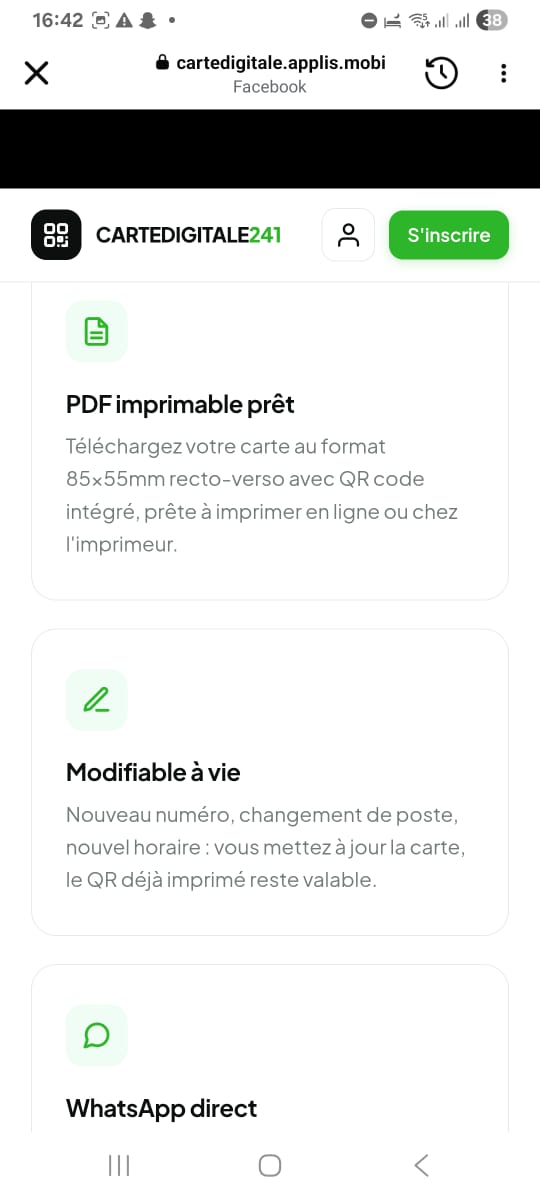 16:42
38
cartedigitale.applis.mobi
Facebook
CARTEDIGITALE241
S'inscrire
PDF imprimable prêt
Téléchargez votre carte au format
85×55mm recto-verso avec QR code
intégré, prête à imprimer en ligne ou chez
l'imprimeur.
Modifiable à vie
Nouveau numéro, changement de poste,
nouvel horaire : vous mettez à jour la carte,
le QR déjà imprimé reste valable.
WhatsApp direct